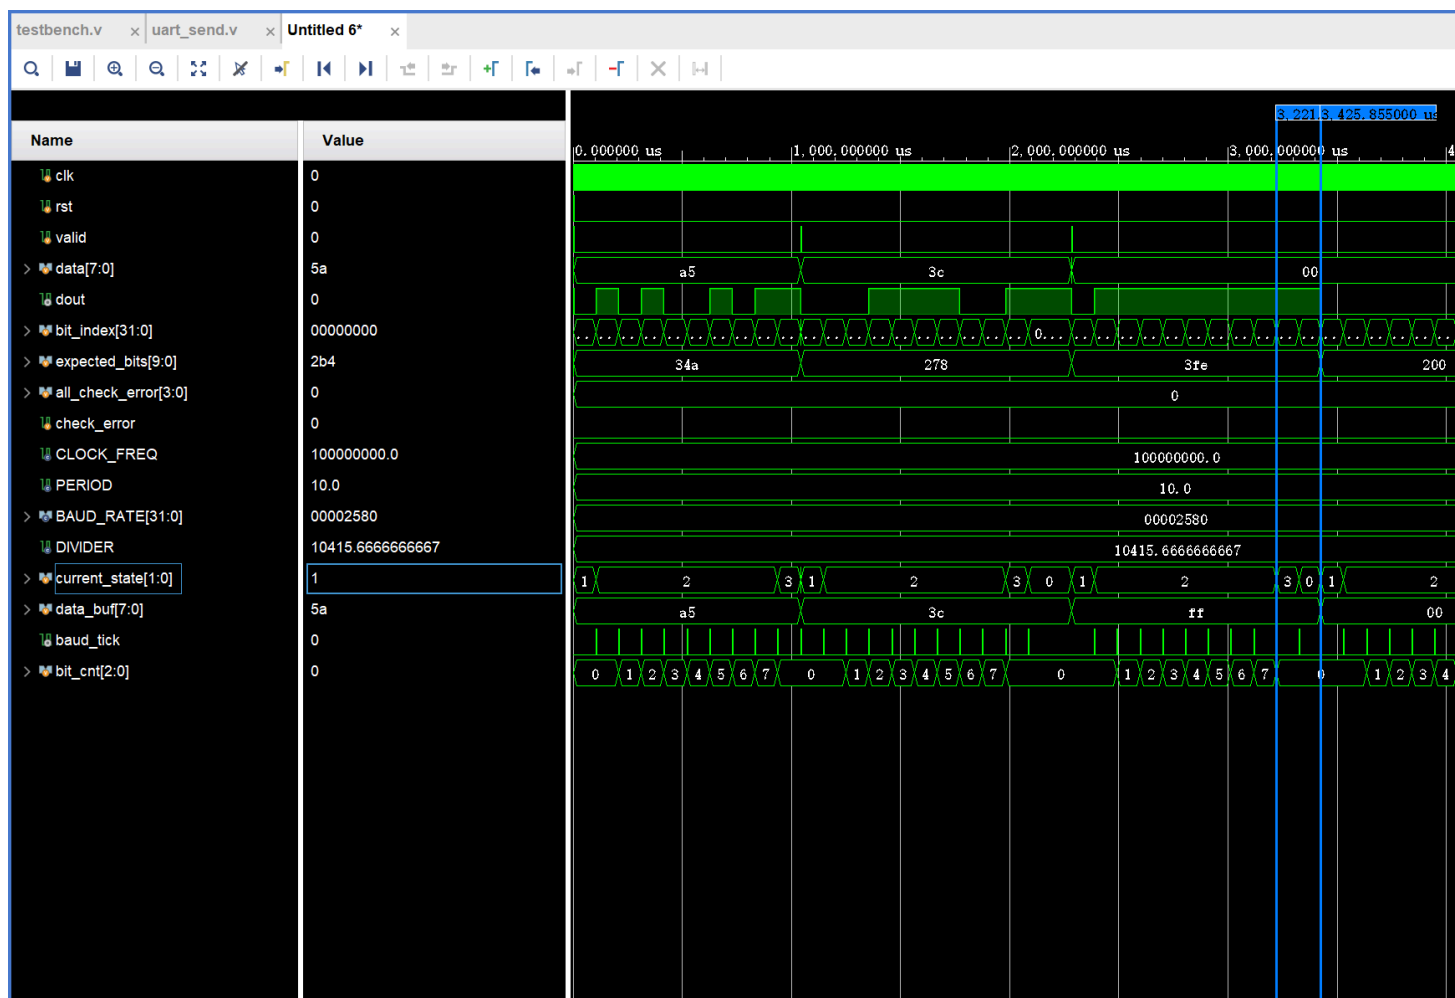 testbench.v × uart_send.v × Untitled 6* ×
3,221 3,425.855000 us
Name Value
0.000000 us 1,000.000000 us 2,000.000000 us 3,000.000000 us 4
clk 0
rst 0
valid 0
data[7:0] 5a a5 3c 00
dout 0
bit_index[31:0] 00000000 0...
expected_bits[9:0] 2b4 34a 278 3fe 200
all_check_error[3:0] 0 0
check_error 0
CLOCK_FREQ 100000000.0 100000000.0
PERIOD 10.0 10.0
BAUD_RATE[31:0] 00002580 00002580
DIVIDER 10415.6666666667 10415.6666666667
current_state[1:0] 1 1 2 3 1 2 3 0 1 2 3 0 1 2
data_buf[7:0] 5a a5 3c ff 00
baud_tick 0
bit_cnt[2:0] 0 0 1 2 3 4 5 6 7 0 1 2 3 4 5 6 7 0 1 2 3 4 5 6 7 0 1 2 3 4